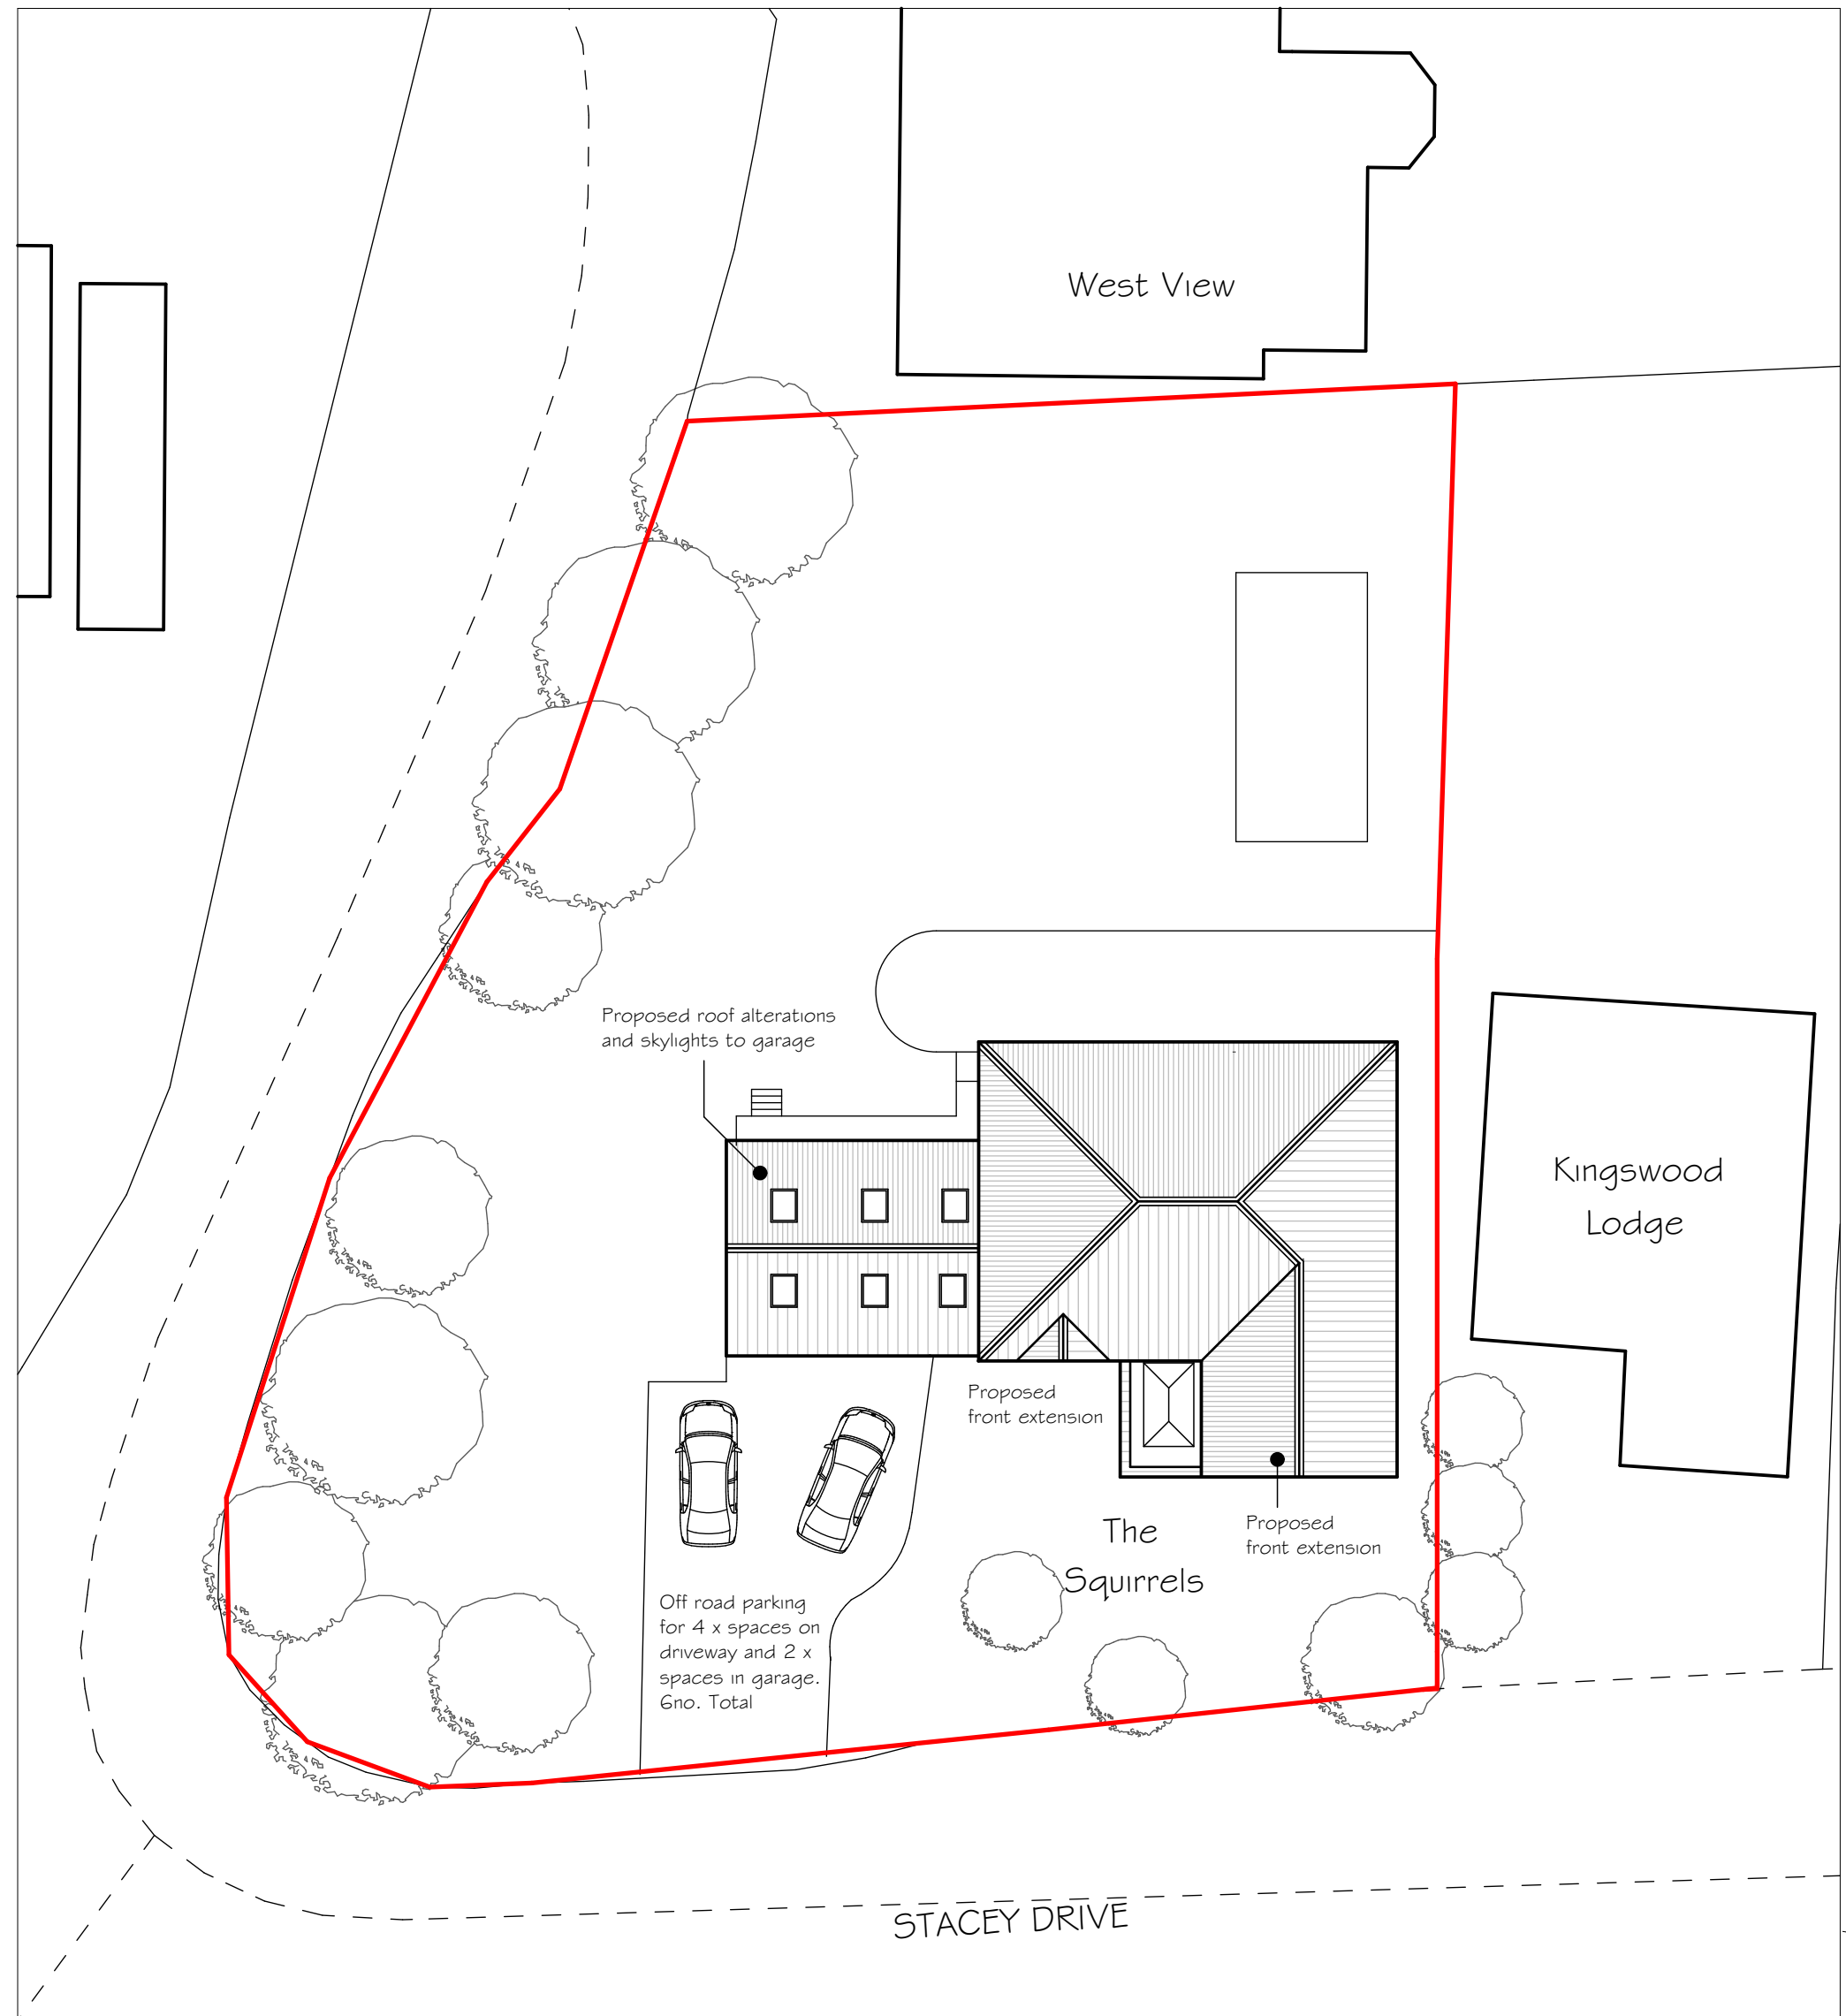 West View
Proposed roof alterations
and skylights to garage
Kingswood
Lodge
Proposed
front extension
Proposed
front extension
The
Squirrels
Off road parking
for 4 x spaces on
driveway and 2 x
spaces in garage.
6no. Total
STACEY DRIVE